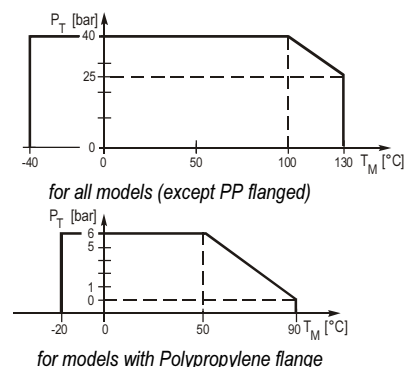 P_T [bar]
40
25
0
-40 0 50 100 130 T_M [°C]
for all models (except PP flanged)
P_T [bar]
6
5
1
0
-20 0 50 90 T_M [°C]
for models with Polypropylene flange